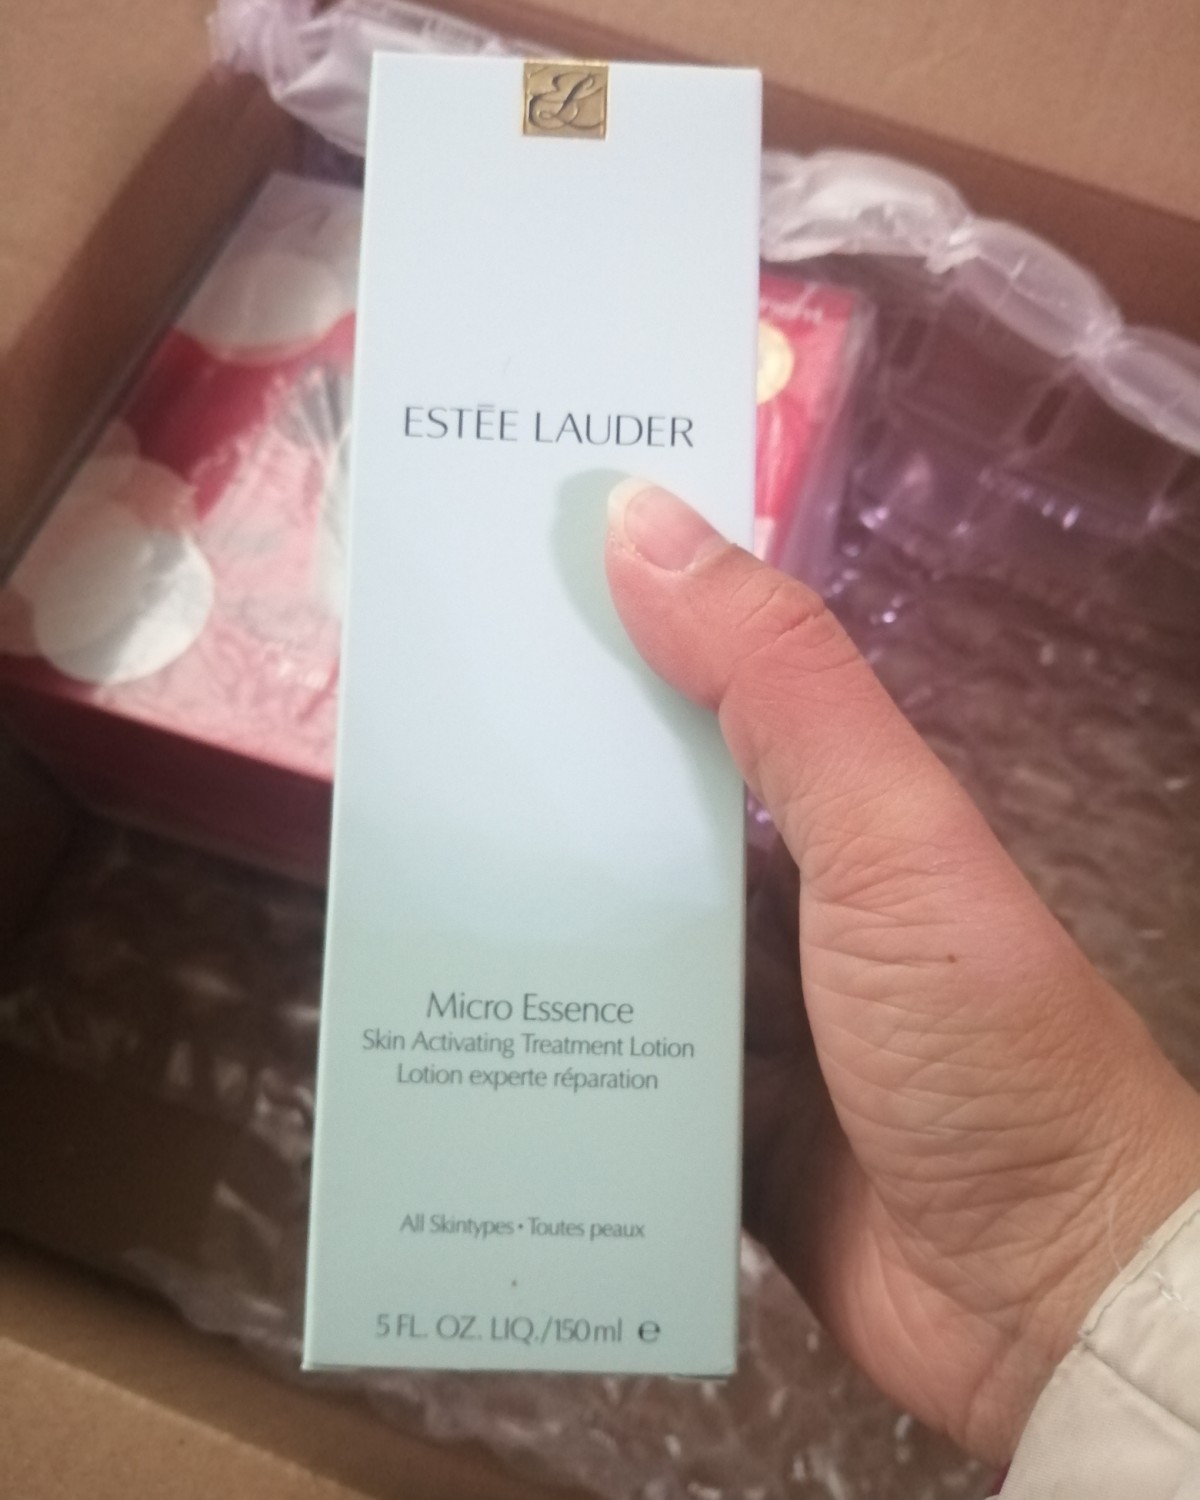 ESTĒE LAUDER
Micro Essence
Skin Activating Treatment Lotion
Lotion experte réparation
All Skintypes • Toutes peaux
5 FL. OZ. LIQ./150ml ℮